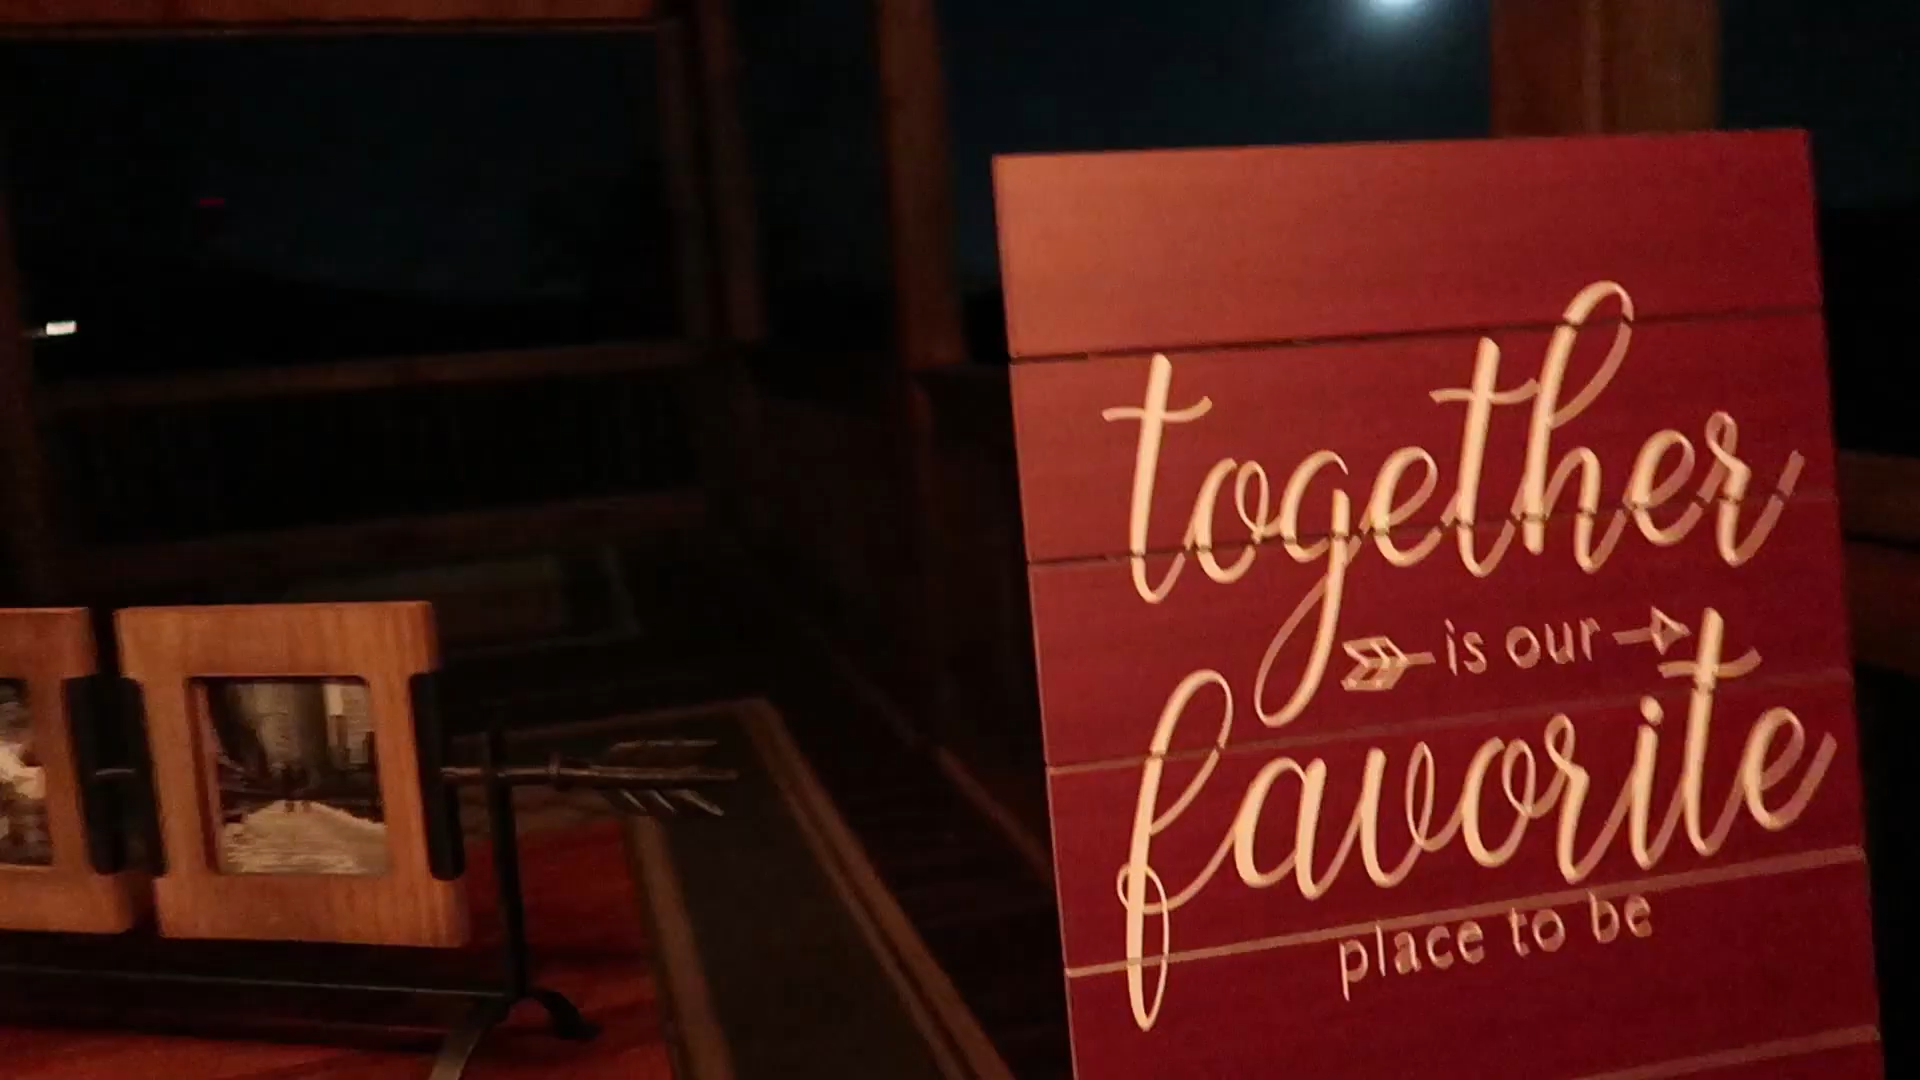 together
is our
favorite
place to be